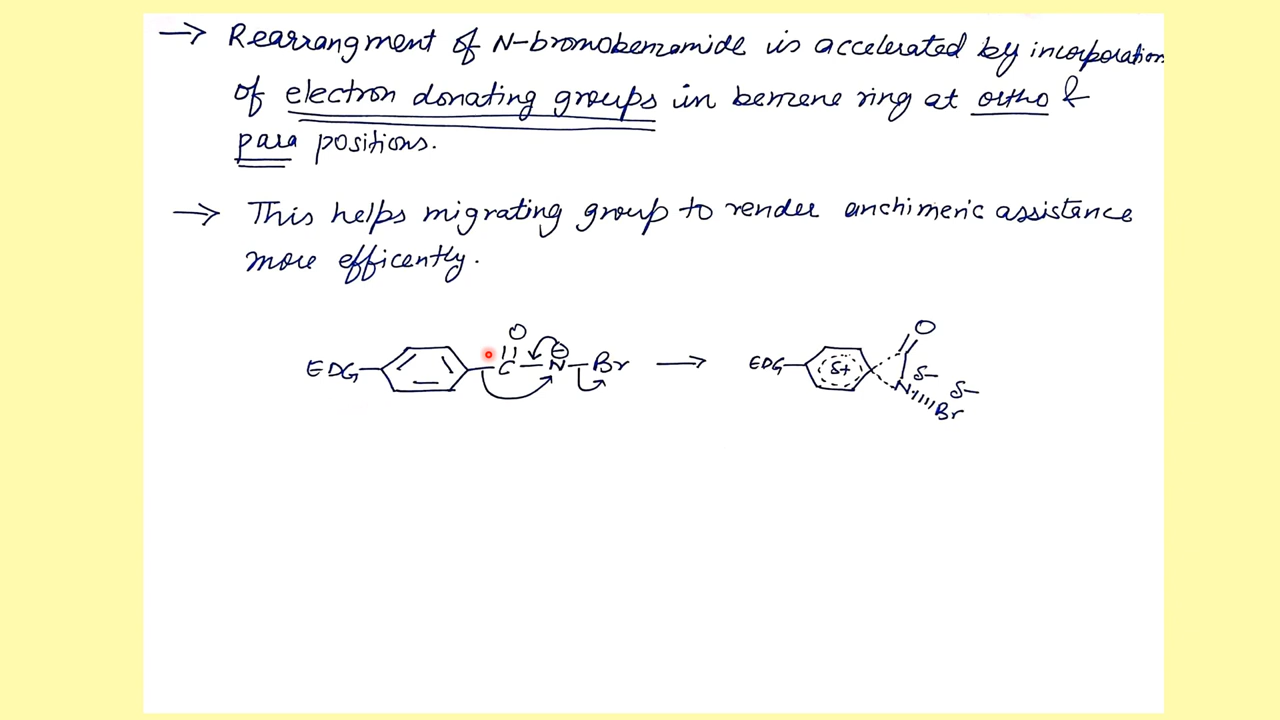 → Rearrangment of N-bromobenzamide is accelerated by incorporation
of electron donating groups in benzene ring at ortho &
para positions.
→ This helps migrating group to render anchimeric assistance
more efficently.
EDG C O N ⊖ Br → EDG δ+ O N δ- Br δ-